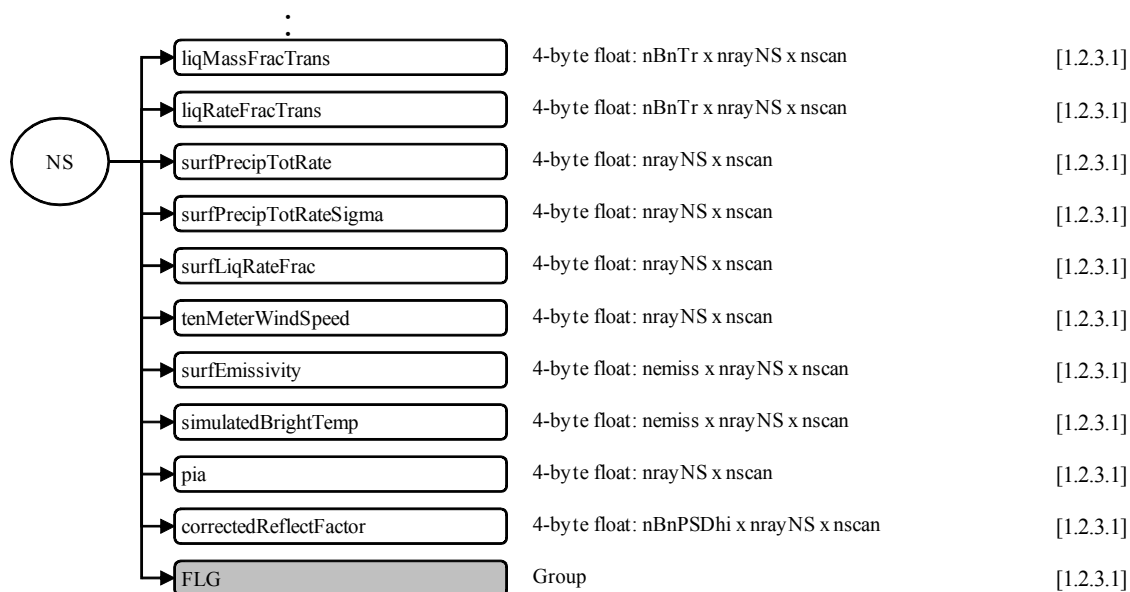 liqMassFracTrans 4-byte float: nBnTr x nrayNS x nscan [1.2.3.1]
liqRateFracTrans 4-byte float: nBnTr x nrayNS x nscan [1.2.3.1]
NS surfPrecipTotRate 4-byte float: nrayNS x nscan [1.2.3.1]
surfPrecipTotRateSigma 4-byte float: nrayNS x nscan [1.2.3.1]
surfLiqRateFrac 4-byte float: nrayNS x nscan [1.2.3.1]
tenMeterWindSpeed 4-byte float: nrayNS x nscan [1.2.3.1]
surfEmissivity 4-byte float: nemiss x nrayNS x nscan [1.2.3.1]
simulatedBrightTemp 4-byte float: nemiss x nrayNS x nscan [1.2.3.1]
pia 4-byte float: nrayNS x nscan [1.2.3.1]
correctedReflectFactor 4-byte float: nBnPSDhi x nrayNS x nscan [1.2.3.1]
FLG Group [1.2.3.1]